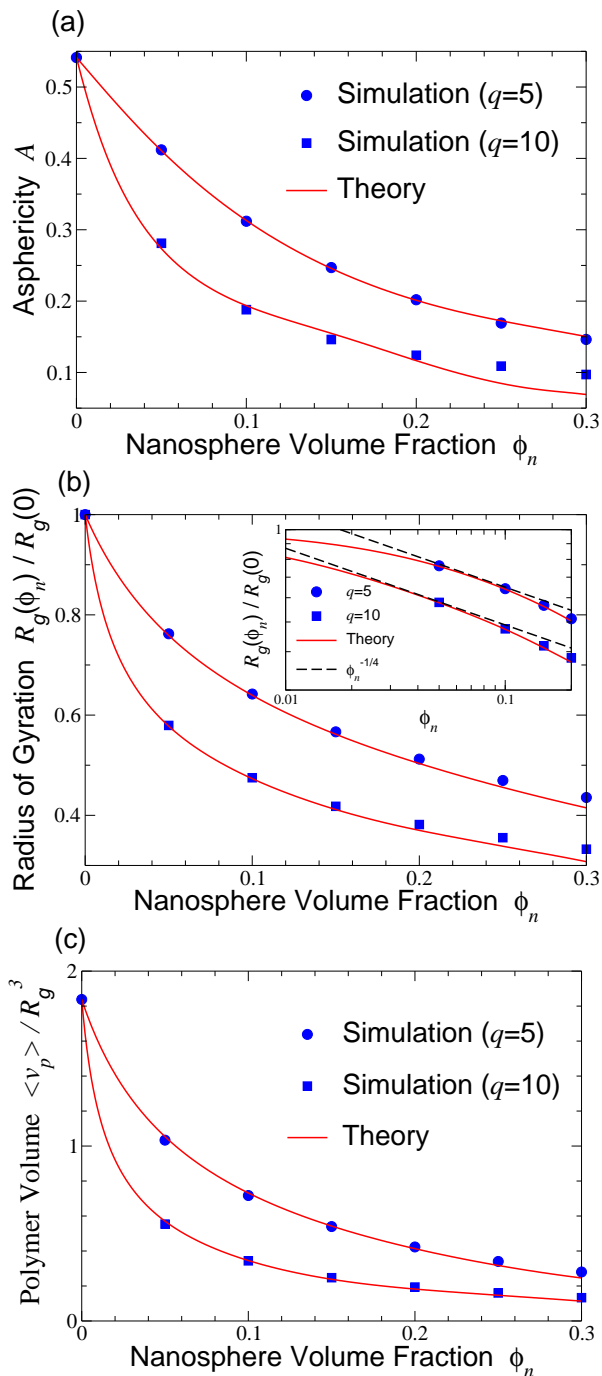 (a)
0.5
0.4
0.3
0.2
0.1
Asphericity A
Simulation (q=5)
Simulation (q=10)
Theory
0
0.1
0.2
0.3
Nanosphere Volume Fraction ϕn
(b)
1
0.8
0.6
0.4
Radius of Gyration Rg(ϕn) / Rg(0)
1
Rg(ϕn) / Rg(0)
q=5
q=10
Theory
ϕn^-1/4
0.01
0.1
ϕn
0
0.1
0.2
0.3
Nanosphere Volume Fraction ϕn
(c)
2
1
0
Polymer Volume <vp> / Rg^3
Simulation (q=5)
Simulation (q=10)
Theory
0
0.1
0.2
0.3
Nanosphere Volume Fraction ϕn